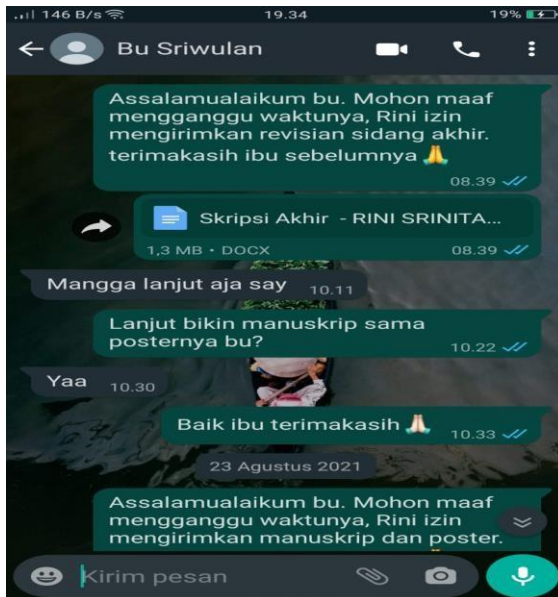 146 B/s 19.34 19%
Bu Sriwulan
Assalamualaikum bu. Mohon maaf
mengganggu waktunya, Rini izin
mengirimkan revisian sidang akhir.
terimakasih ibu sebelumnya 🙏
08.39
Skripsi Akhir - RINI SRINITA...
1,3 MB • DOCX 08.39
Mangga lanjut aja say 10.11
Lanjut bikin manuskrip sama
posternya bu?
10.22
Yaa 10.30
Baik ibu terimakasih 🙏 10.33
23 Agustus 2021
Assalamualaikum bu. Mohon maaf
mengganggu waktunya, Rini izin
mengirimkan manuskrip dan poster.
Kirim pesan